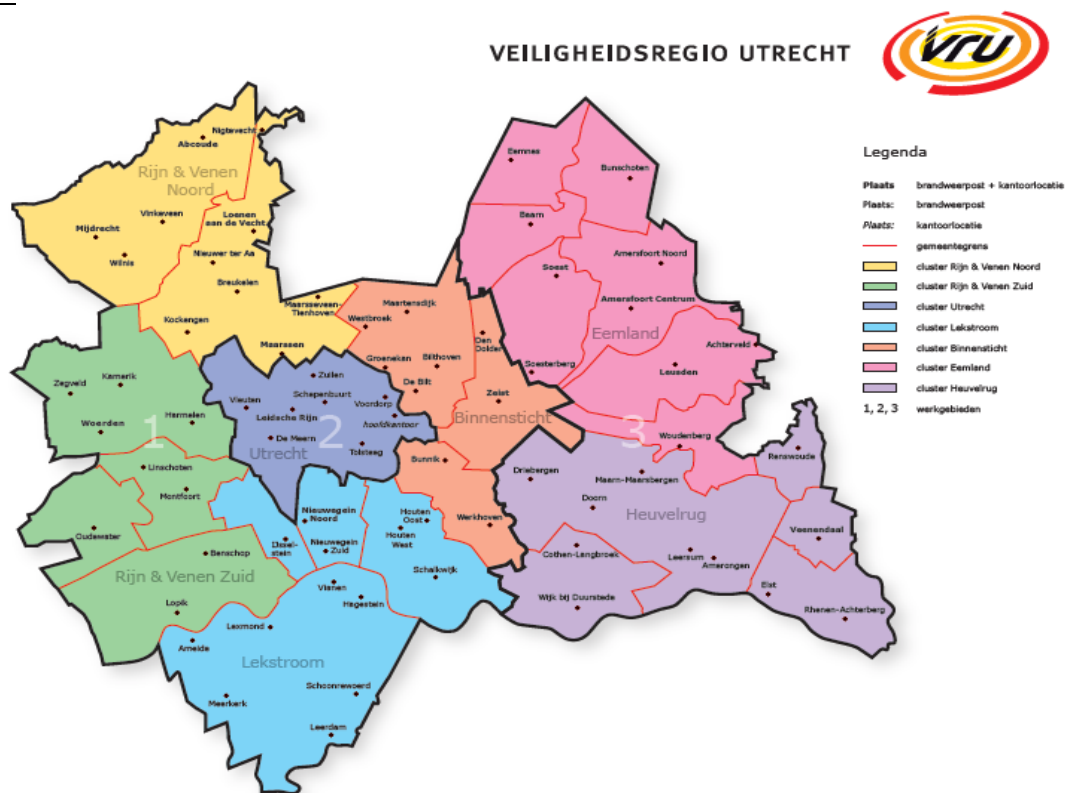 VEILIGHEIDSREGIO UTRECHT
vru
Legenda
Plaats brandweerpost + kantoorlocatie
Plaats: brandweerpost
Plaats: kantoorlocatie
gemeentegrens
cluster Rijn & Venen Noord
cluster Rijn & Venen Zuid
cluster Utrecht
cluster Lekstroom
cluster Binnensticht
cluster Eemland
cluster Heuvelrug
1, 2, 3 werkgebieden
Nigtevecht
Abcoude
Rijn & Venen
Noord
Vinkeveen
Loenen
aan de Vecht
Mijdrecht
Wilnis
Nieuwer ter Aa
Breukelen
Maarsseveen-
Tienhoven
Kockengen
Maarssen
Eemnes
Bunschoten
Baarn
Soest
Amersfoort Noord
Amersfoort Centrum
Eemland
Achterveld
Soesterberg
Leusden
3
Woudenberg
Maartensdijk
Westbroek
Den
Dolder
Groenekan
Bilthoven
De Bilt
Zeist
Binnensticht
Bunnik
Werkhoven
Kamerik
Zegveld
Harmelen
Woerden
1
Linschoten
Montfoort
Oudewater
Benschop
Rijn & Venen Zuid
Lopik
Zuilen
Schepenbuurt
Vleuten
Voordorp
Leidsche Rijn
hoofdkantoor
2
De Meern
Tolsteeg
Utrecht
Nieuwegein
Noord
Houten
Oost
Houten
West
IJssel-
stein
Nieuwegein
Zuid
Schalkwijk
Vianen
Hagestein
Lexmond
Ameide
Lekstroom
Schoonrewoerd
Meerkerk
Leerdam
Driebergen
Maarn-Maarsbergen
Renswoude
Doorn
Heuvelrug
Veenendaal
Cothen-Langbroek
Leersum
Amerongen
Elst
Wijk bij Duurstede
Rhenen-Achterberg